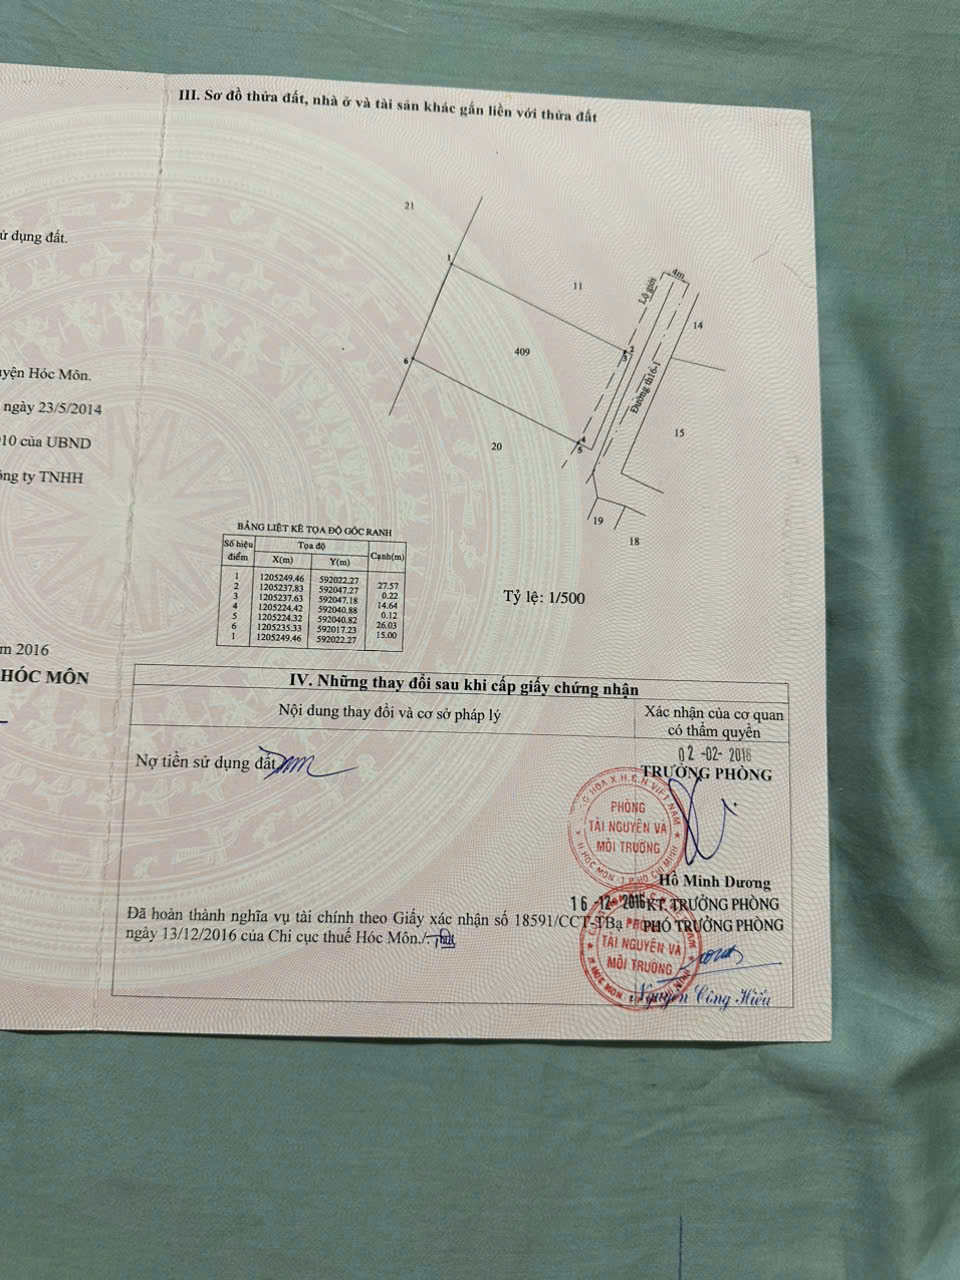 III. Sơ đồ thửa đất, nhà ở và tài sản khác gắn liền với thửa đất
ử dụng đất.
yện Hóc Môn.
ngày 23/5/2014
10 của UBND
ông ty TNHH
m 2016
HÓC MÔN
21
1
11
Lộ giới
4m
14
409
2
3
6
Đường th16-1
15
20
4
5
19
18
BẢNG LIỆT KÊ TỌA ĐỘ GÓC RANH
Số hiệu điểm Tọa độ Cạnh(m)
X(m) Y(m)
1 1205249.46 592022.27
27.57
2 1205237.83 592047.27
0.22
3 1205237.63 592047.18
14.64
4 1205224.42 592040.88
0.12
5 1205224.32 592040.82
26.03
6 1205235.33 592017.23
15.00
1 1205249.46 592022.27
Tỷ lệ: 1/500
IV. Những thay đổi sau khi cấp giấy chứng nhận
Nội dung thay đổi và cơ sở pháp lý
Xác nhận của cơ quan
có thẩm quyền
Nợ tiền sử dụng đất
02 -02- 2016
TRƯỞNG PHÒNG
PHÒNG
TÀI NGUYÊN VÀ
MÔI TRƯỜNG
Hồ Minh Dương
16 -12- 2016
KT. TRƯỞNG PHÒNG
PHÓ TRƯỞNG PHÒNG
Đã hoàn thành nghĩa vụ tài chính theo Giấy xác nhận số 18591/CCT-TBạ
ngày 13/12/2016 của Chi cục thuế Hóc Môn./.
PHÒNG
TÀI NGUYÊN VÀ
MÔI TRƯỜNG
Nguyễn Công Hiếu